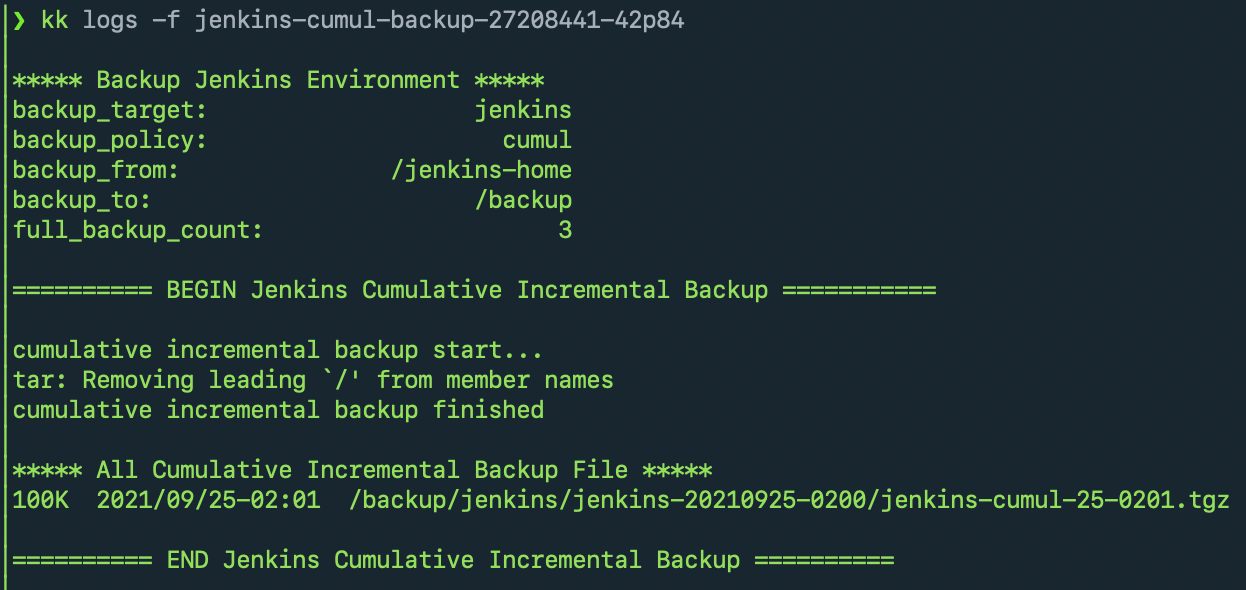 ❯ kk logs -f jenkins-cumul-backup-27208441-42p84
***** Backup Jenkins Environment *****
backup_target: jenkins
backup_policy: cumul
backup_from: /jenkins-home
backup_to: /backup
full_backup_count: 3
========== BEGIN Jenkins Cumulative Incremental Backup ===========
cumulative incremental backup start...
tar: Removing leading `/' from member names
cumulative incremental backup finished
***** All Cumulative Incremental Backup File *****
100K 2021/09/25-02:01 /backup/jenkins/jenkins-20210925-0200/jenkins-cumul-25-0201.tgz
========== END Jenkins Cumulative Incremental Backup ==========